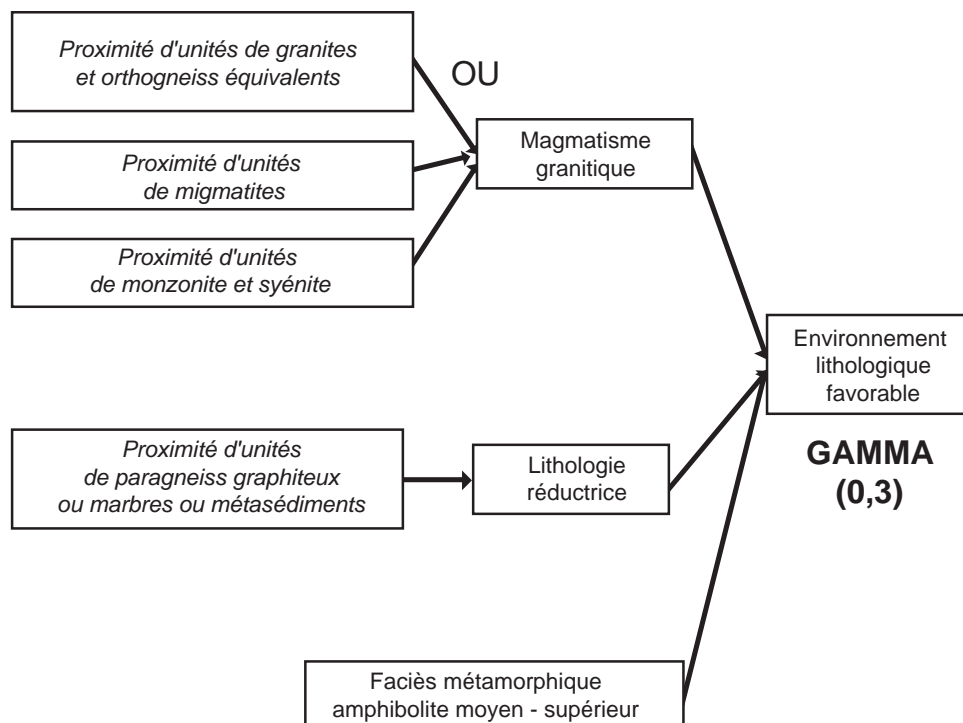 Proximité d'unités de granites
et orthogneiss équivalents
OU
Proximité d'unités
de migmatites
Magmatisme
granitique
Proximité d'unités
de monzonite et syénite
Environnement
lithologique
favorable
GAMMA
(0,3)
Proximité d'unités
de paragneiss graphiteux
ou marbres ou métasédiments
Lithologie
réductrice
Faciès métamorphique
amphibolite moyen - supérieur